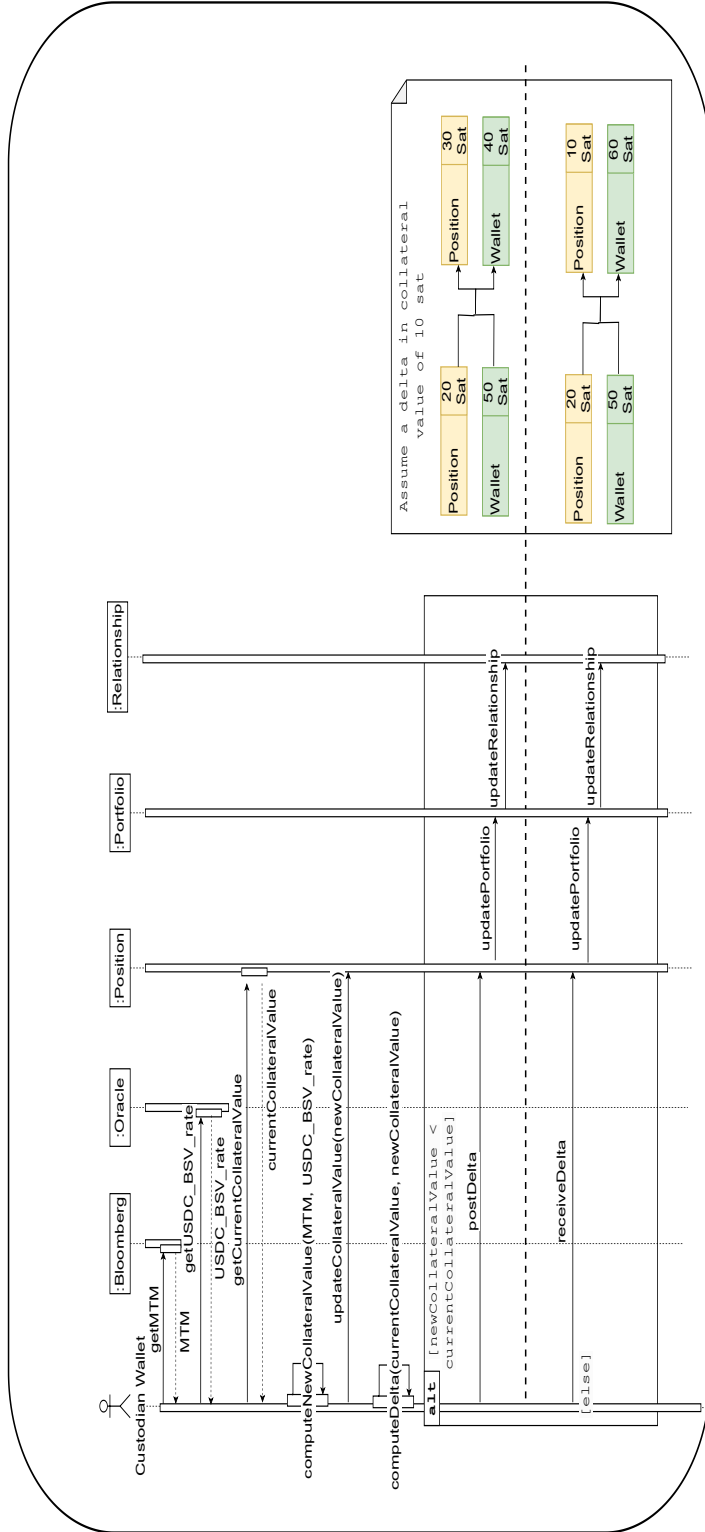 Custodian Wallet
:Bloomberg
:Oracle
:Position
:Portfolio
:Relationship
getMTM
MTM
getUSDC_BSV_rate
USDC_BSV_rate
getCurrentCollateralValue
currentCollateralValue
computeNewCollateralValue(MTM, USDC_BSV_rate)
updateCollateralValue(newCollateralValue)
computeDelta(currentCollateralValue, newCollateralValue)
alt
[newCollateralValue <
currentCollateralValue]
postDelta
updatePortfolio
updateRelationship
[else]
receiveDelta
updatePortfolio
updateRelationship
Assume a delta in collateral
value of 10 sat
Position 20 Sat
Position 30 Sat
Wallet 50 Sat
Wallet 40 Sat
Position 20 Sat
Position 10 Sat
Wallet 50 Sat
Wallet 60 Sat